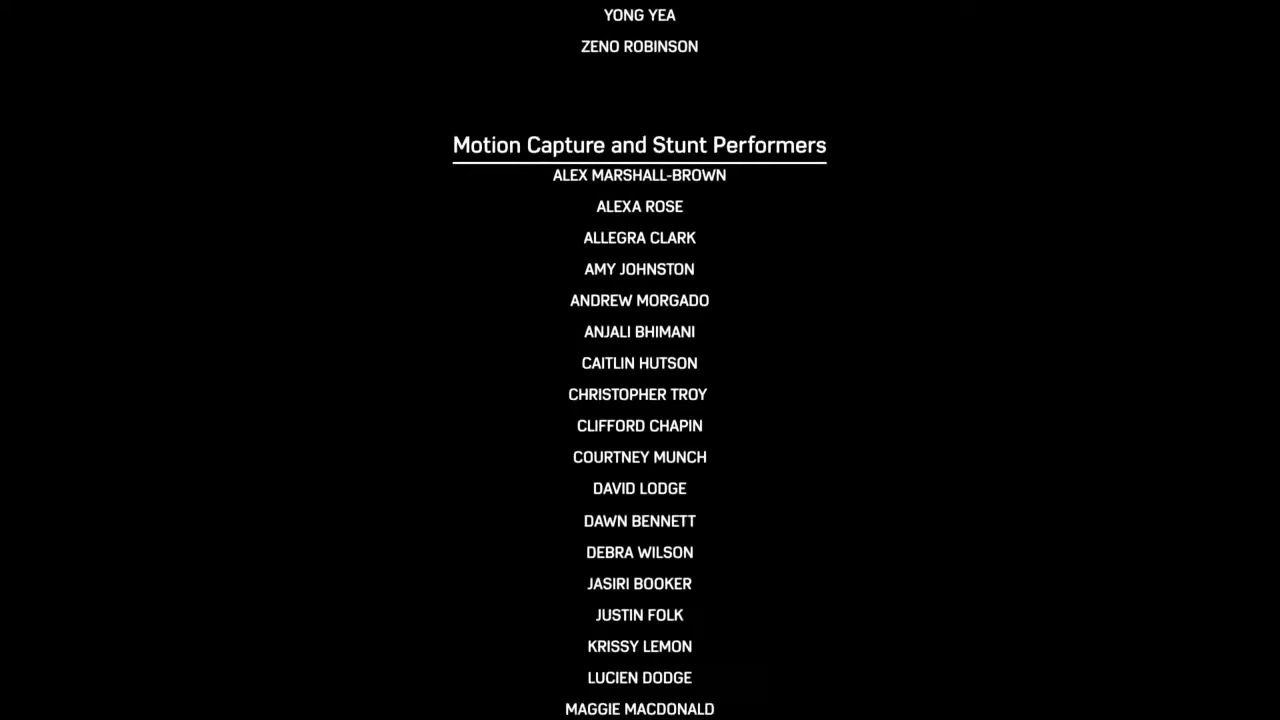 YONG YEA
ZENO ROBINSON
Motion Capture and Stunt Performers
ALEX MARSHALL-BROWN
ALEXA ROSE
ALLEGRA CLARK
AMY JOHNSTON
ANDREW MORGADO
ANJALI BHIMANI
CAITLIN HUTSON
CHRISTOPHER TROY
CLIFFORD CHAPIN
COURTNEY MUNCH
DAVID LODGE
DAWN BENNETT
DEBRA WILSON
JASIRI BOOKER
JUSTIN FOLK
KRISSY LEMON
LUCIEN DODGE
MAGGIE MACDONALD